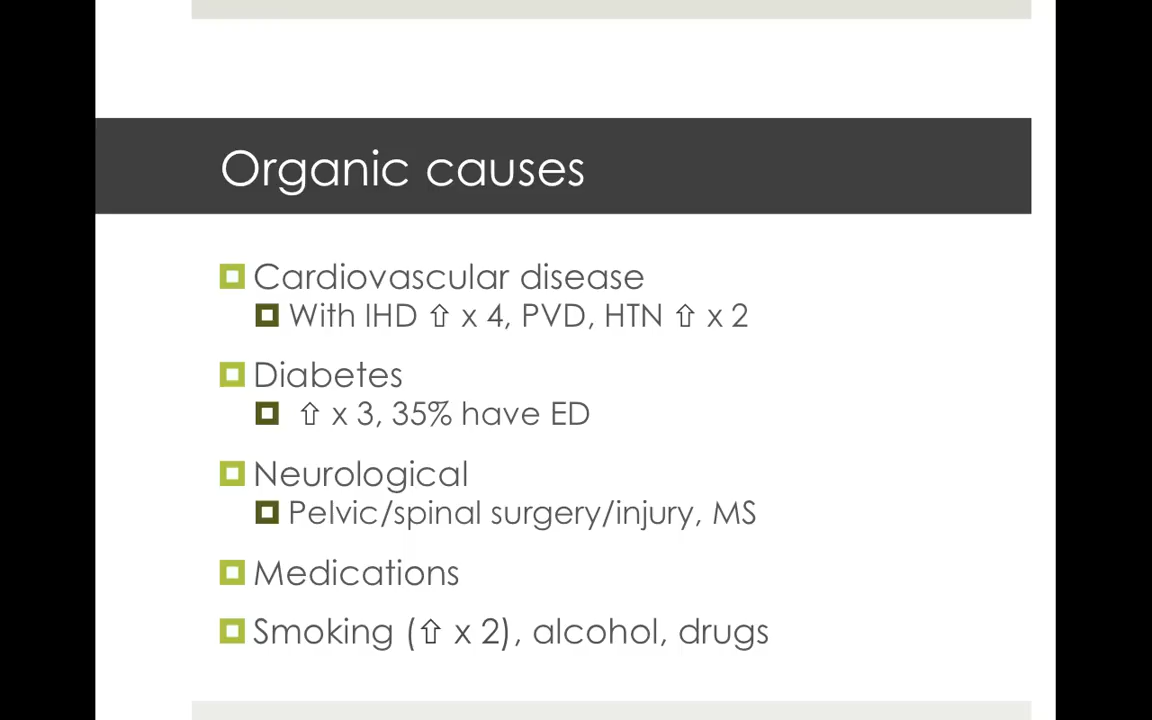 Organic causes
Cardiovascular disease
With IHD ⇧ x 4, PVD, HTN ⇧ x 2
Diabetes
⇧ x 3, 35% have ED
Neurological
Pelvic/spinal surgery/injury, MS
Medications
Smoking (⇧ x 2), alcohol, drugs